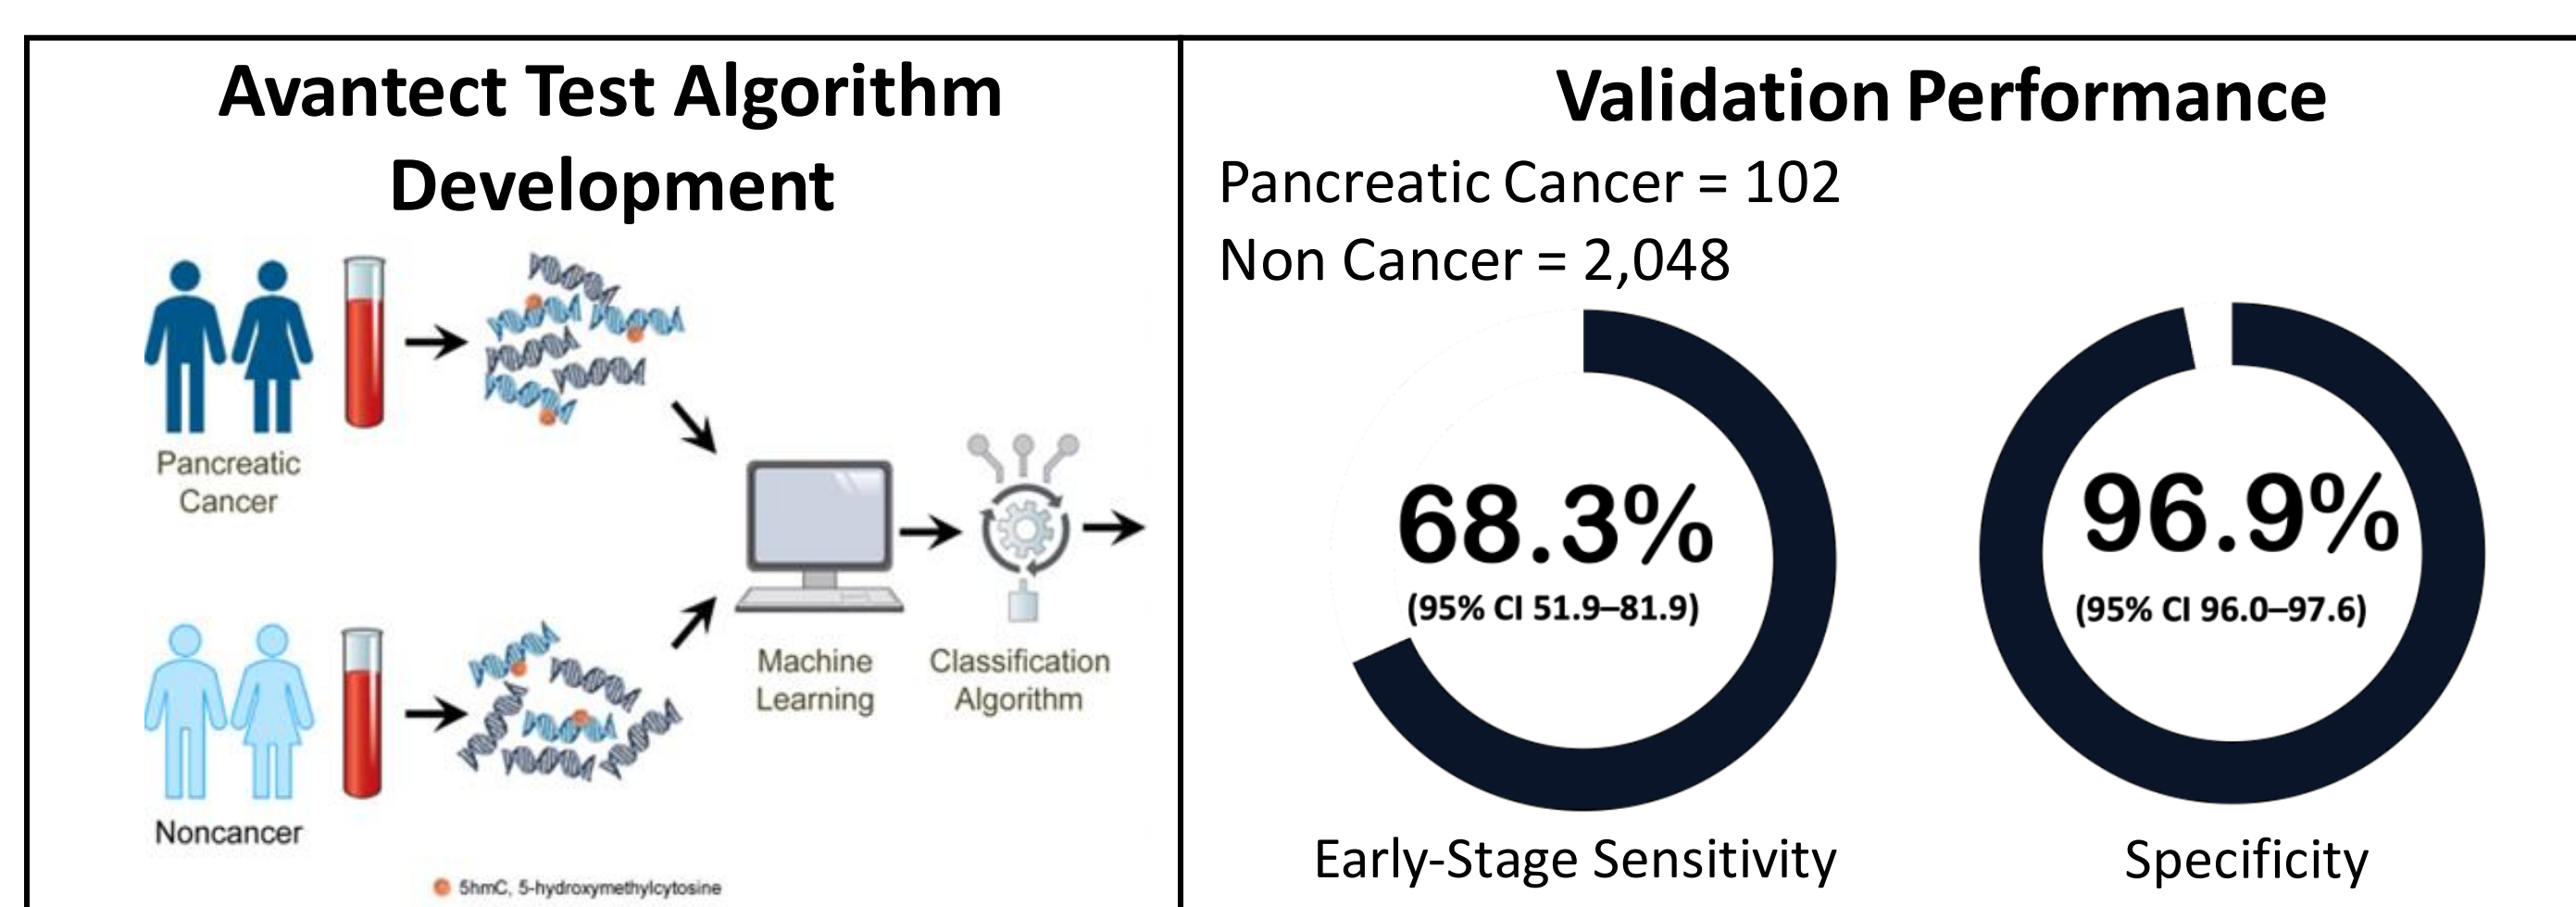 Avantect Test Algorithm
Development
Pancreatic
Cancer
Machine
Learning
Classification
Algorithm
Noncancer
5hmC, 5-hydroxymethylcytosine
Validation Performance
Pancreatic Cancer = 102
Non Cancer = 2,048
68.3%
(95% CI 51.9–81.9)
Early-Stage Sensitivity
96.9%
(95% CI 96.0–97.6)
Specificity